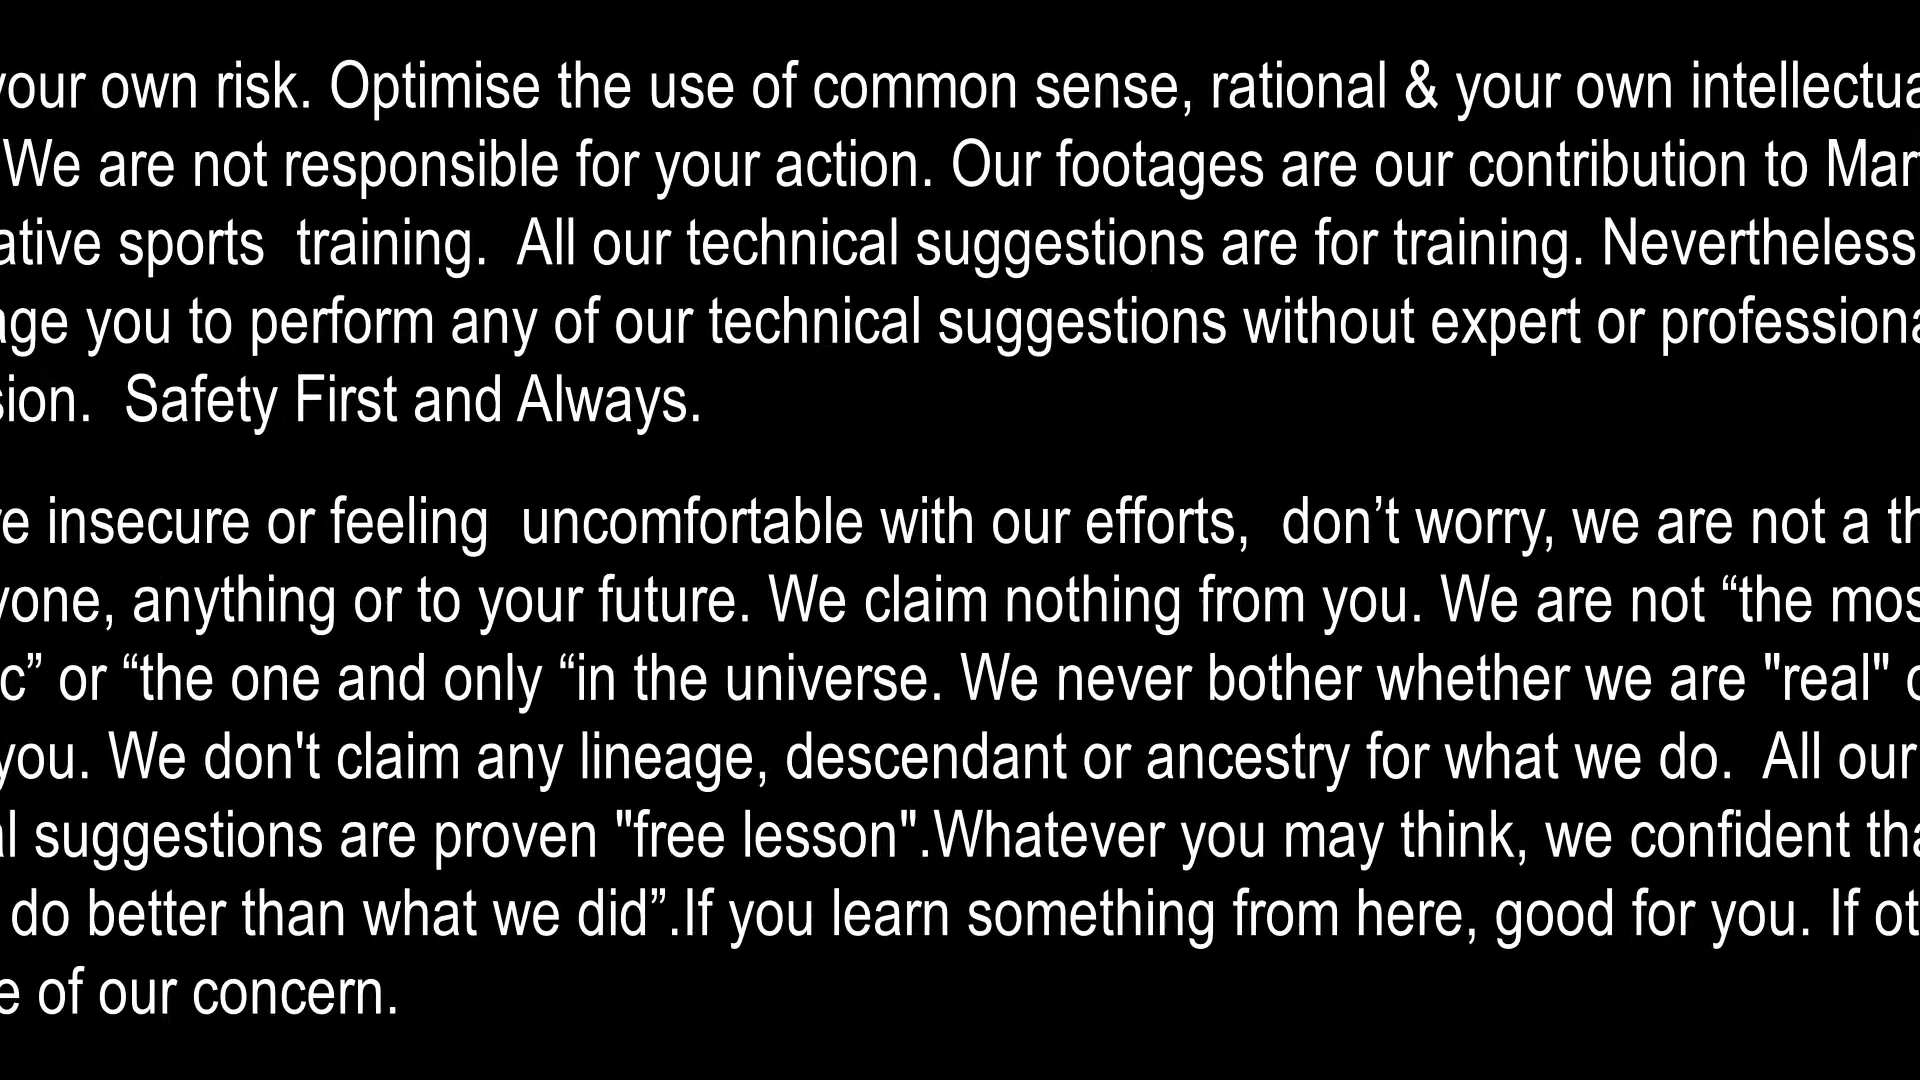 your own risk. Optimise the use of common sense, rational & your own intellectua
We are not responsible for your action. Our footages are our contribution to Mar
ative sports training. All our technical suggestions are for training. Nevertheless
age you to perform any of our technical suggestions without expert or professiona
sion. Safety First and Always.
re insecure or feeling uncomfortable with our efforts, don’t worry, we are not a th
yone, anything or to your future. We claim nothing from you. We are not “the mos
c” or “the one and only “in the universe. We never bother whether we are "real" o
you. We don't claim any lineage, descendant or ancestry for what we do. All our
al suggestions are proven "free lesson".Whatever you may think, we confident tha
do better than what we did”.If you learn something from here, good for you. If ot
e of our concern.